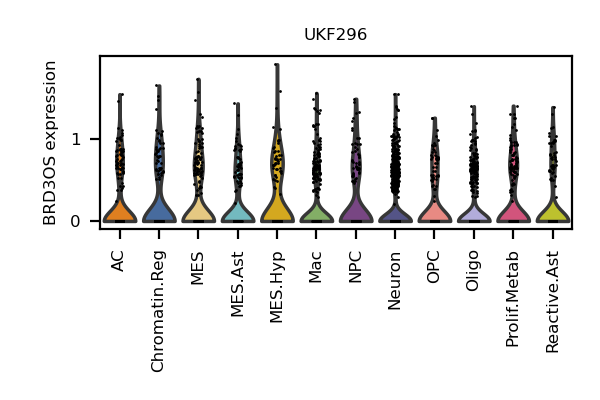 UKF296
BRD3OS expression
1
0
AC
Chromatin.Reg
MES
MES.Ast
MES.Hyp
Mac
NPC
Neuron
OPC
Oligo
Prolif.Metab
Reactive.Ast